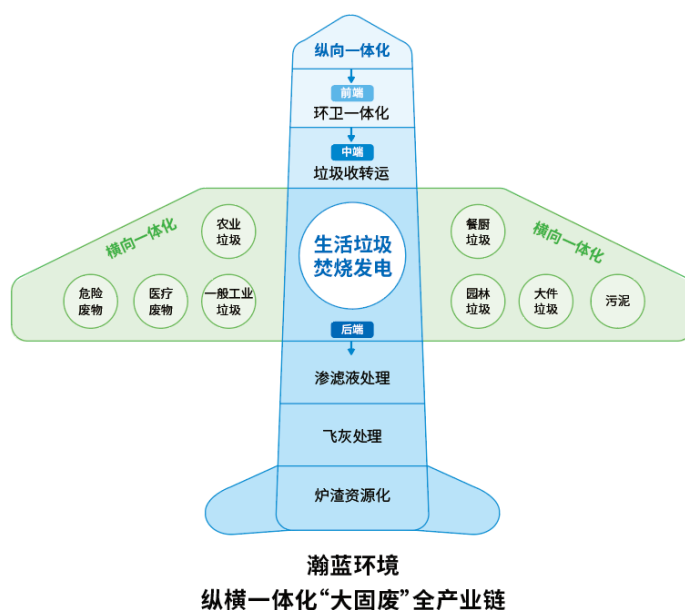 纵向一体化
前端
环卫一体化
中端
垃圾收转运
横向一体化
农业
垃圾
危险
废物
医疗
废物
一般工业
垃圾
生活垃圾
焚烧发电
横向一体化
餐厨
垃圾
园林
垃圾
大件
垃圾
污泥
后端
渗滤液处理
飞灰处理
炉渣资源化
瀚蓝环境
纵横一体化“大固废”全产业链